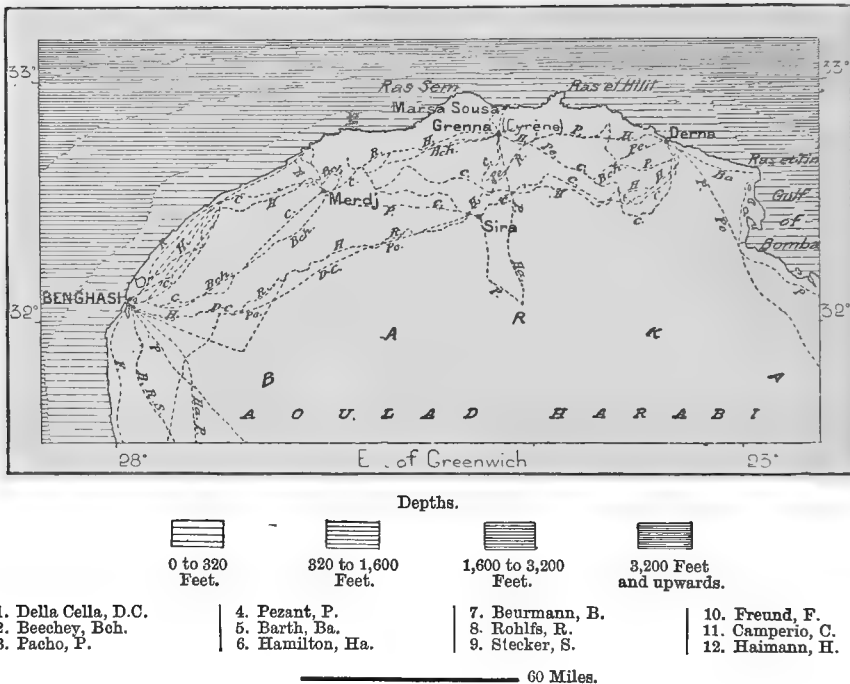 33°
33°
Ras Sem
Ras el Hilil
Marsa Sousa
Grenna (Cyrène)
Derna
Ras et Tin
Gulf
of
Bomba
Merdj
Sira
BENGHASI
32°
32°
B A R K A
A O U L A D H A R A B I
28°
E. of Greenwich
23°
Depths.
0 to 320
Feet.
320 to 1,600
Feet.
1,600 to 3,200
Feet.
3,200 Feet
and upwards.
1. Della Cella, D.C.
2. Beechey, Bch.
3. Pacho, P.
4. Pezant, P.
5. Barth, Ba.
6. Hamilton, Ha.
7. Beurmann, B.
8. Rohlfs, R.
9. Stecker, S.
10. Freund, F.
11. Camperio, C.
12. Haimann, H.
60 Miles.